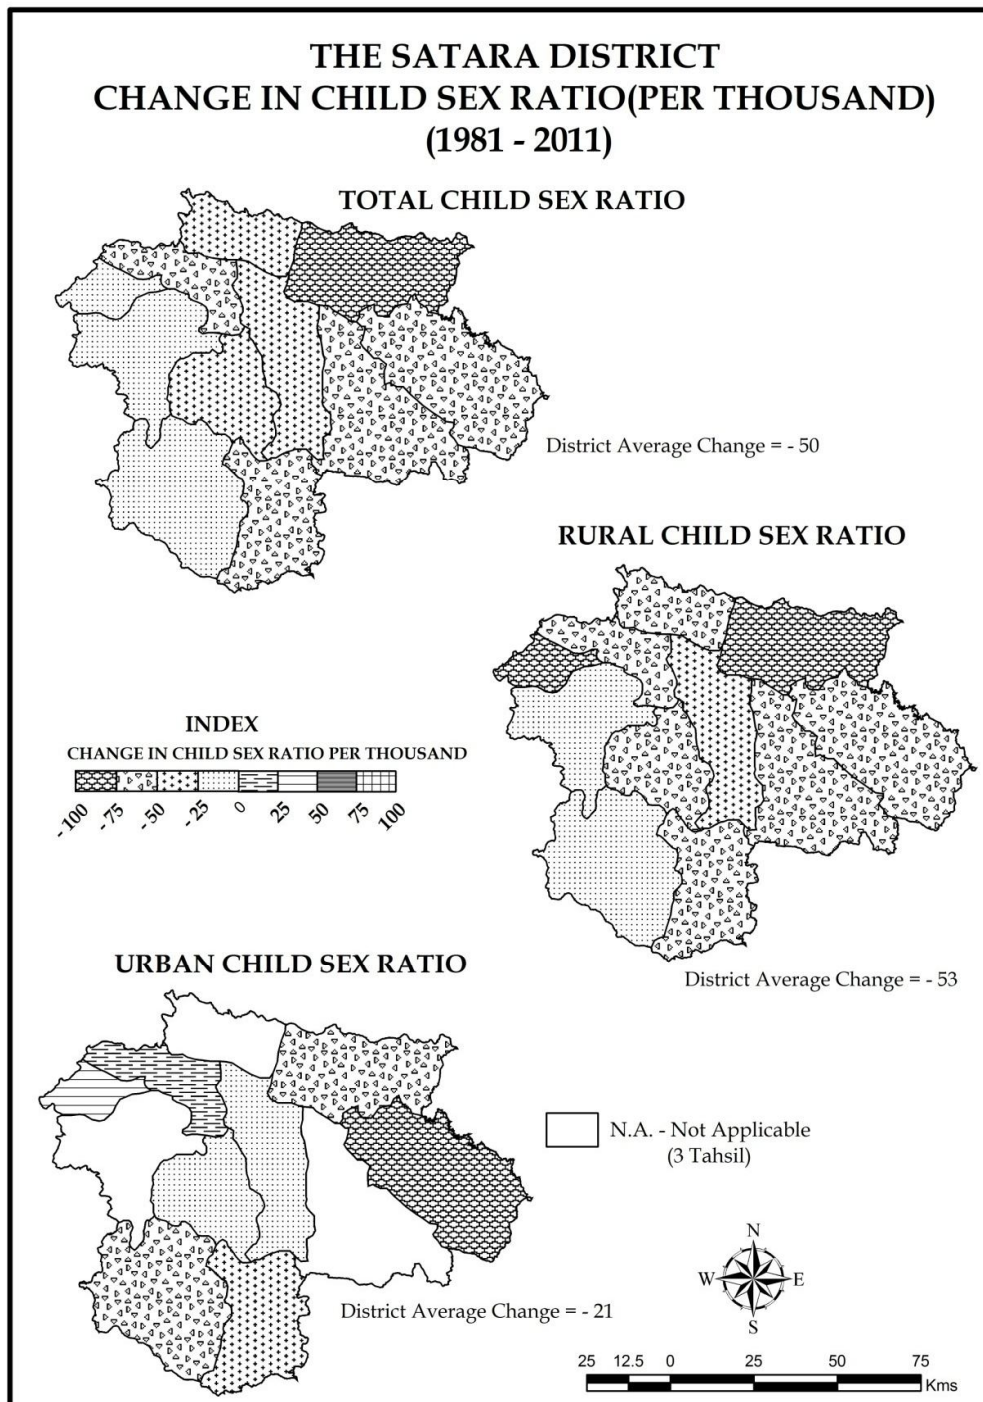 THE SATARA DISTRICT
CHANGE IN CHILD SEX RATIO(PER THOUSAND)
(1981 - 2011)
TOTAL CHILD SEX RATIO
District Average Change = - 50
RURAL CHILD SEX RATIO
INDEX
CHANGE IN CHILD SEX RATIO PER THOUSAND
- 100 - 75 - 50 - 25 0 25 50 75 100
District Average Change = - 53
URBAN CHILD SEX RATIO
N.A. - Not Applicable
(3 Tahsil)
District Average Change = - 21
N
W E
S
25 12.5 0 25 50 75
Kms